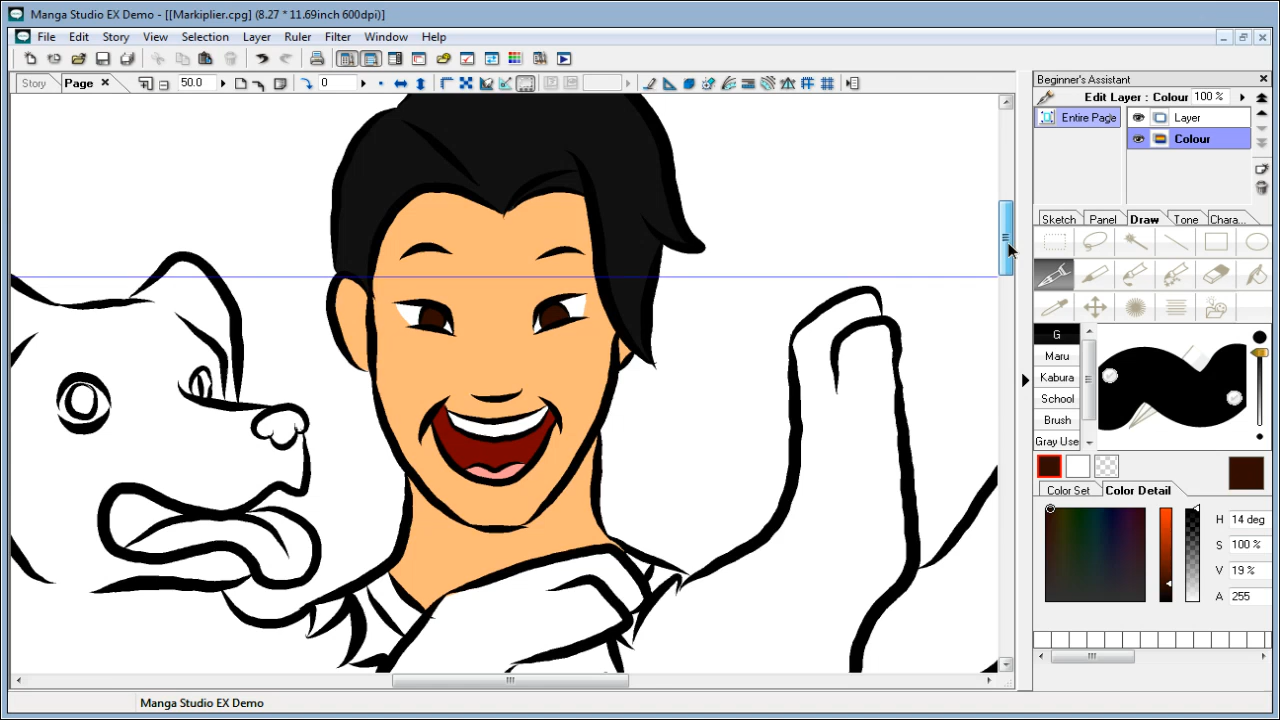 Manga Studio EX Demo - [[Markiplier.cpg] (8.27 * 11.69inch 600dpi)]
File Edit Story View Selection Layer Ruler Filter Window Help
Story Page 50.0 0
Beginner's Assistant
Edit Layer : Colour 100 %
Entire Page Layer
Colour
Sketch Panel Draw Tone Chara...
G
Maru
Kabura
School
Brush
Gray Use
Color Set Color Detail
H 14 deg
S 100 %
V 19 %
A 255
Manga Studio EX Demo